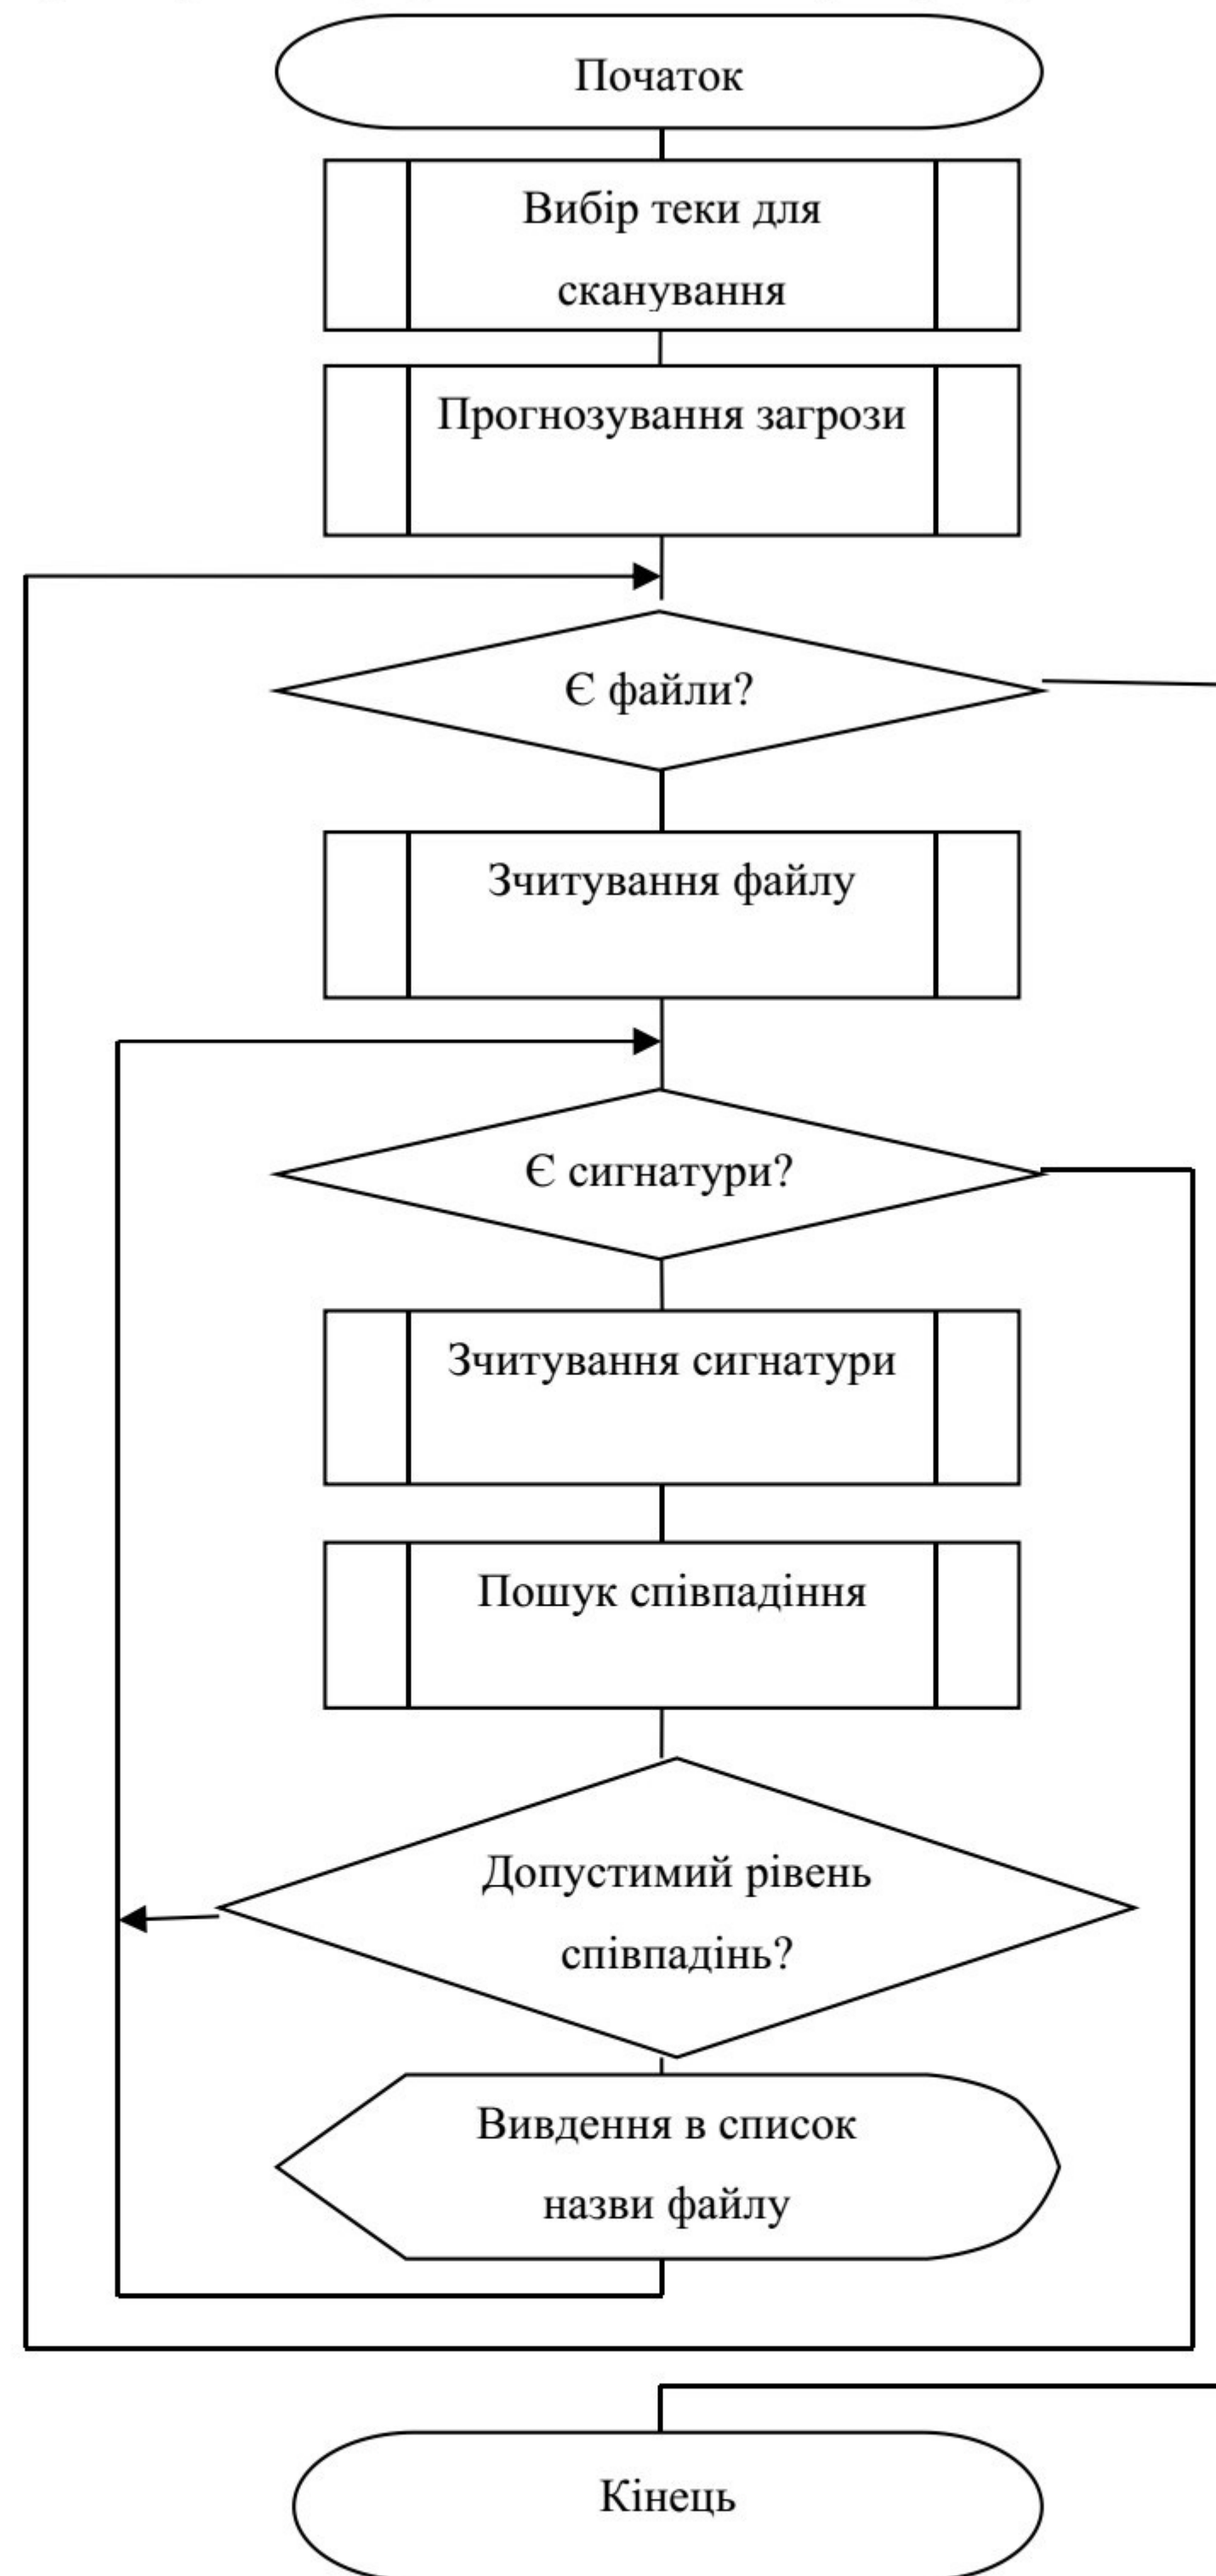 Початок
Вибір теки для
сканування
Прогнозування загрози
Є файли?
Зчитування файлу
Є сигнатури?
Зчитування сигнатури
Пошук співпадіння
Допустимий рівень
співпадінь?
Вивдення в список
назви файлу
Кінець